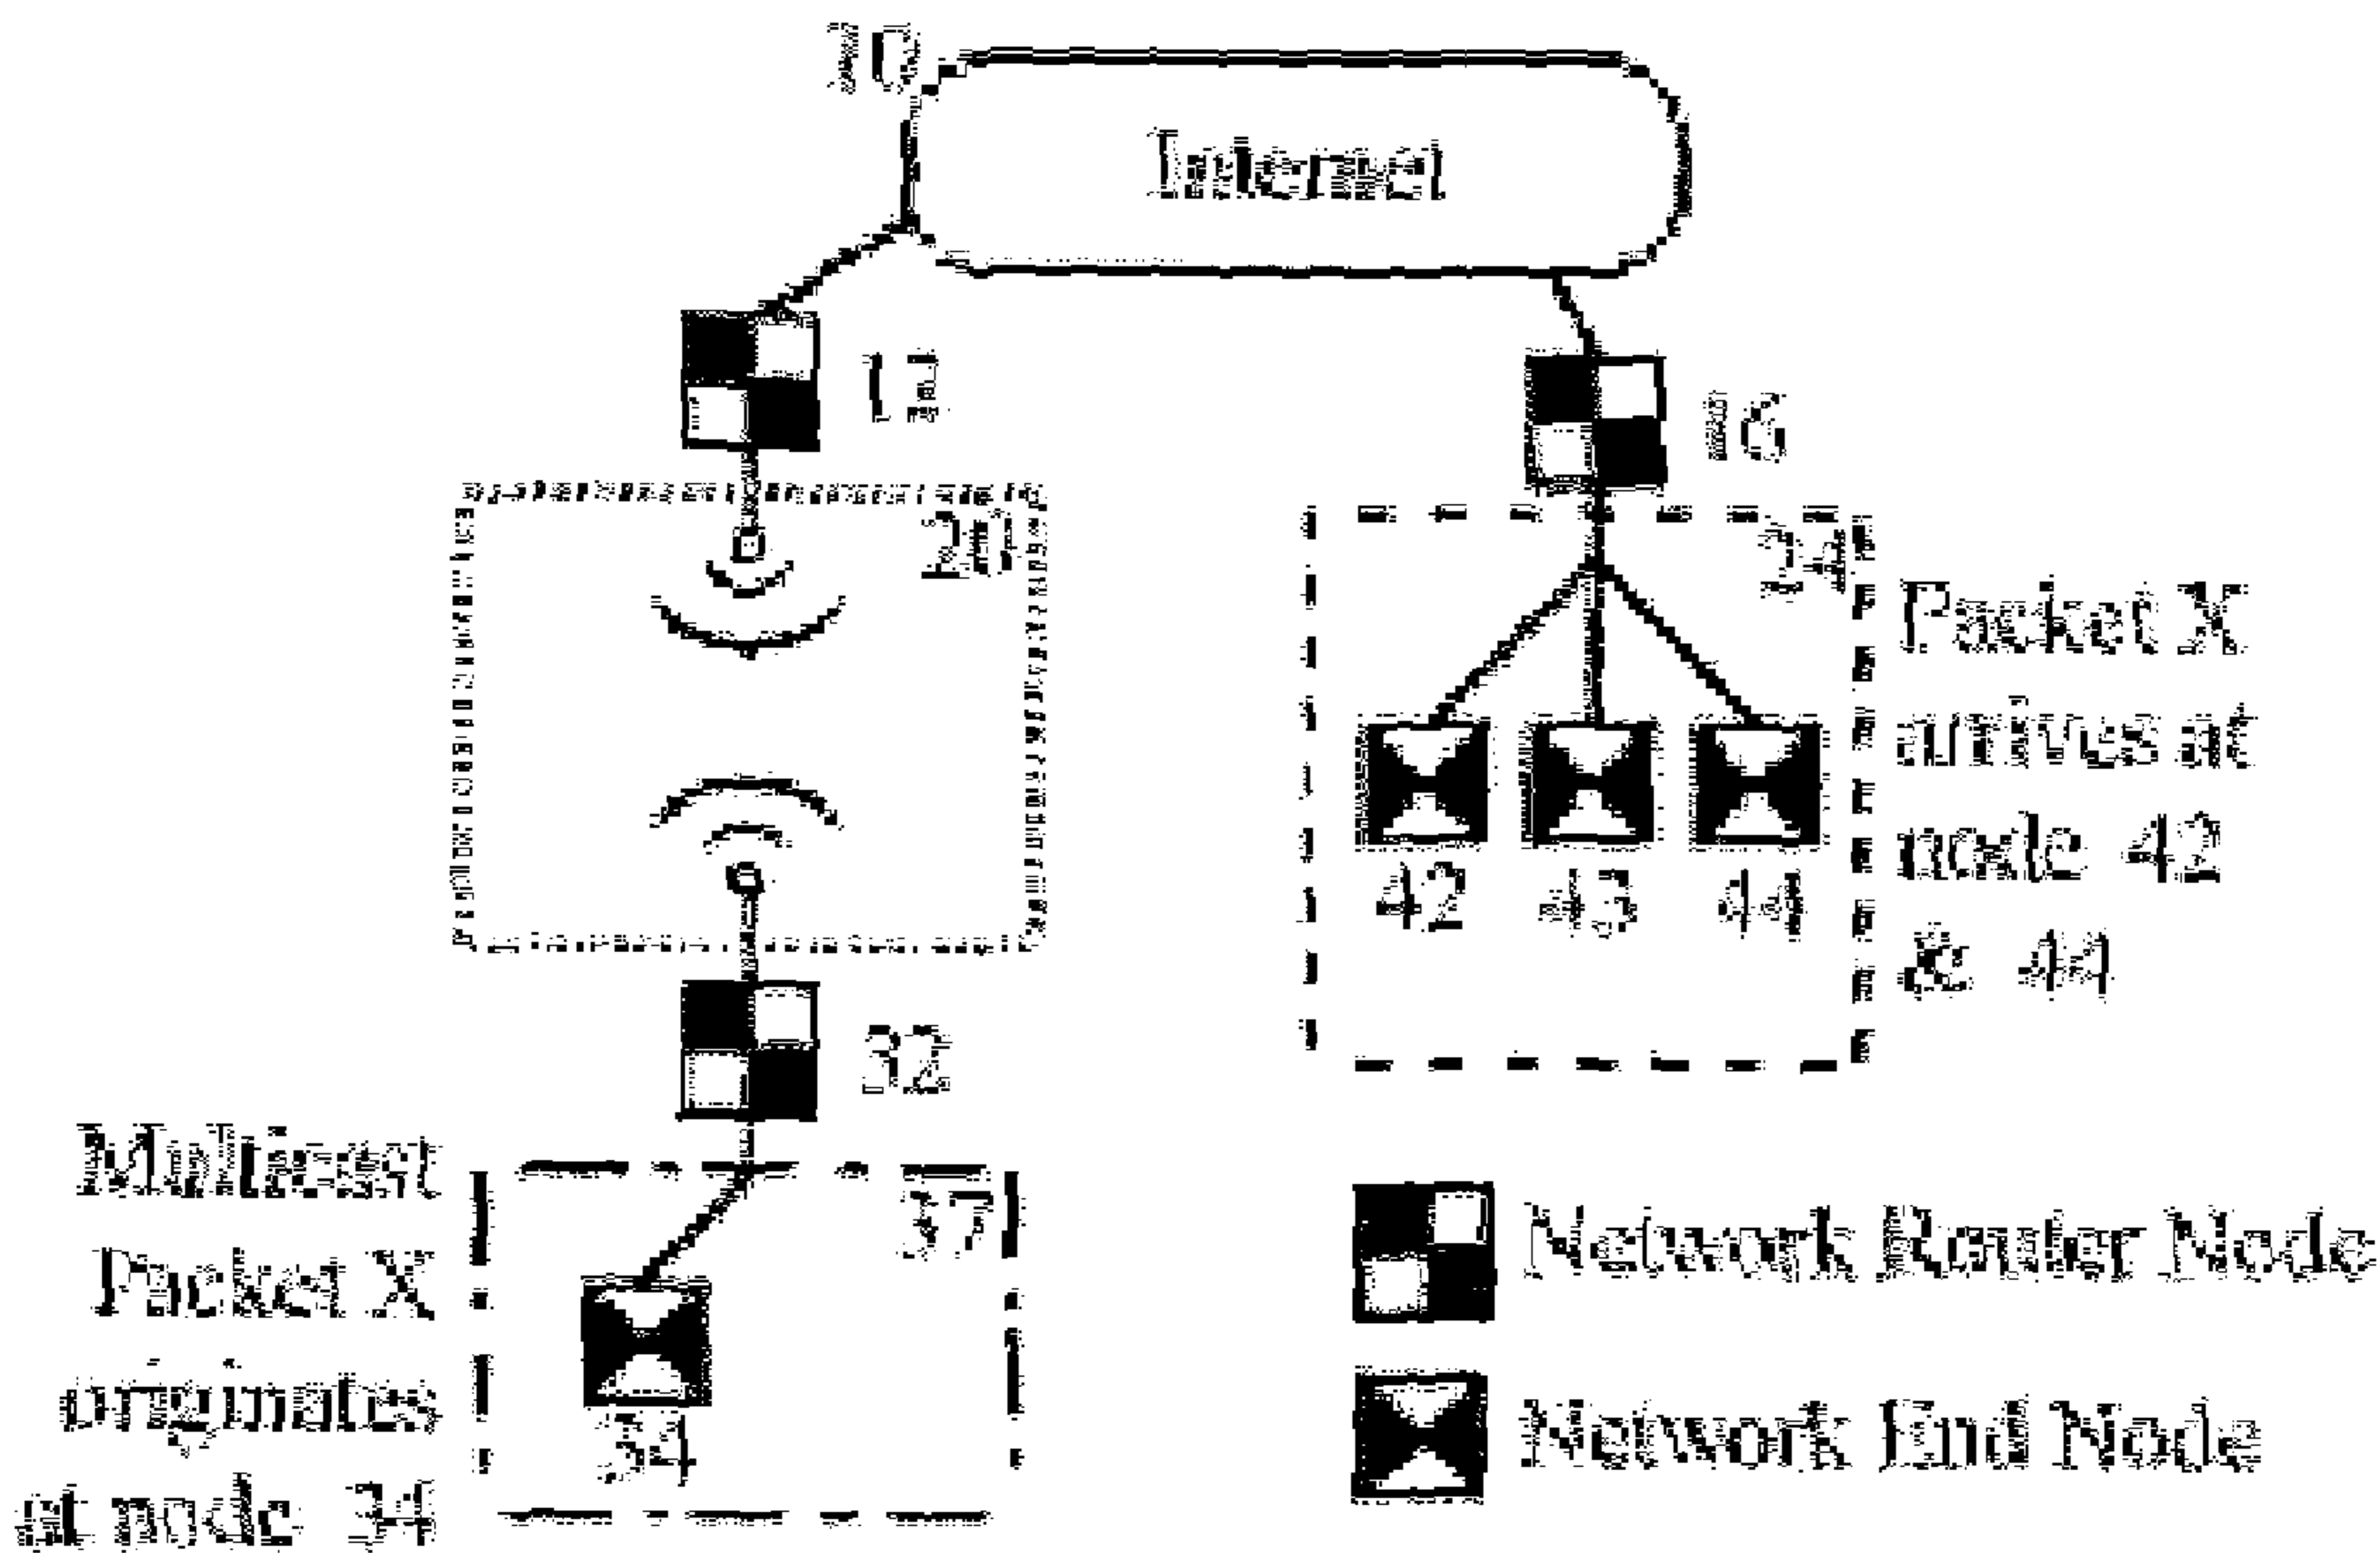 10
Internet
12
16
24
Packet X
arrives at
node 42
& 44
42 43 44
32
Multicast
Packet X
originates
at node 34
37
34
Network Router Node
Network End Node